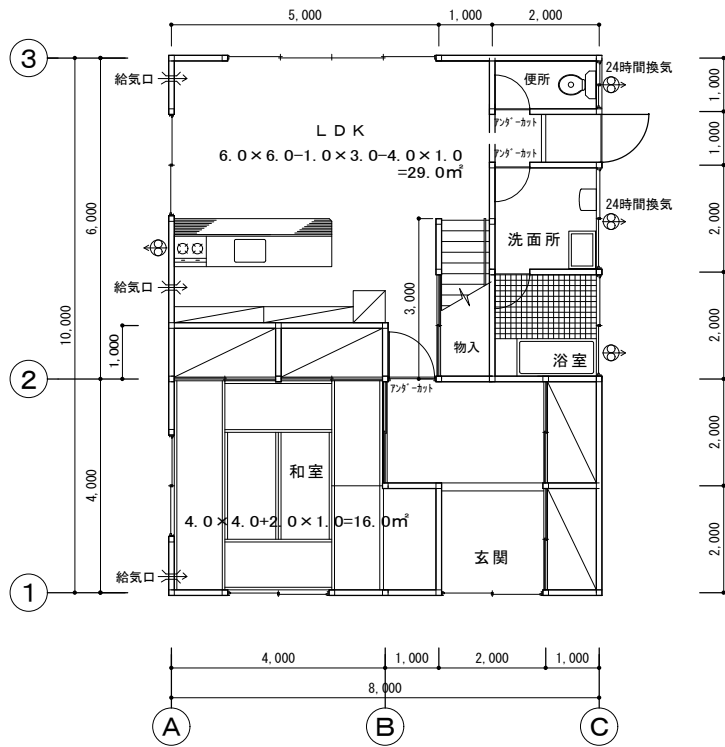 5,000
1,000
2,000
3
給気口
便所
24時間換気
1,000
アンダーカット
1,000
アンダーカット
LDK
6.0×6.0−1.0×3.0−4.0×1.0
=29.0㎡
6,000
24時間換気
洗面所
2,000
給気口
3,000
10,000
1,000
物入
浴室
2,000
2
アンダーカット
2,000
和室
4,000
4.0×4.0+2.0×1.0=16.0㎡
玄関
2,000
給気口
1
4,000
1,000
2,000
1,000
8,000
A
B
C